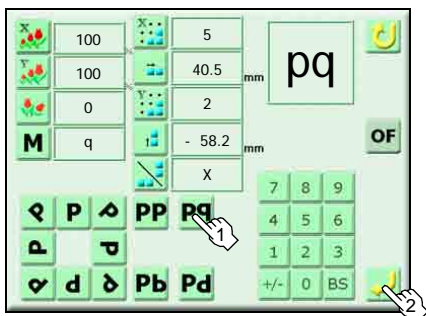 X 100 % X 5 pq
Y 100 % 40.5 mm
0 Y 2
M q - 58.2 mm OF
X
7 8 9
P P P PP Pq 4 5 6
1
P P 1 2 3
d d d Pb Pd +/- 0 BS
2